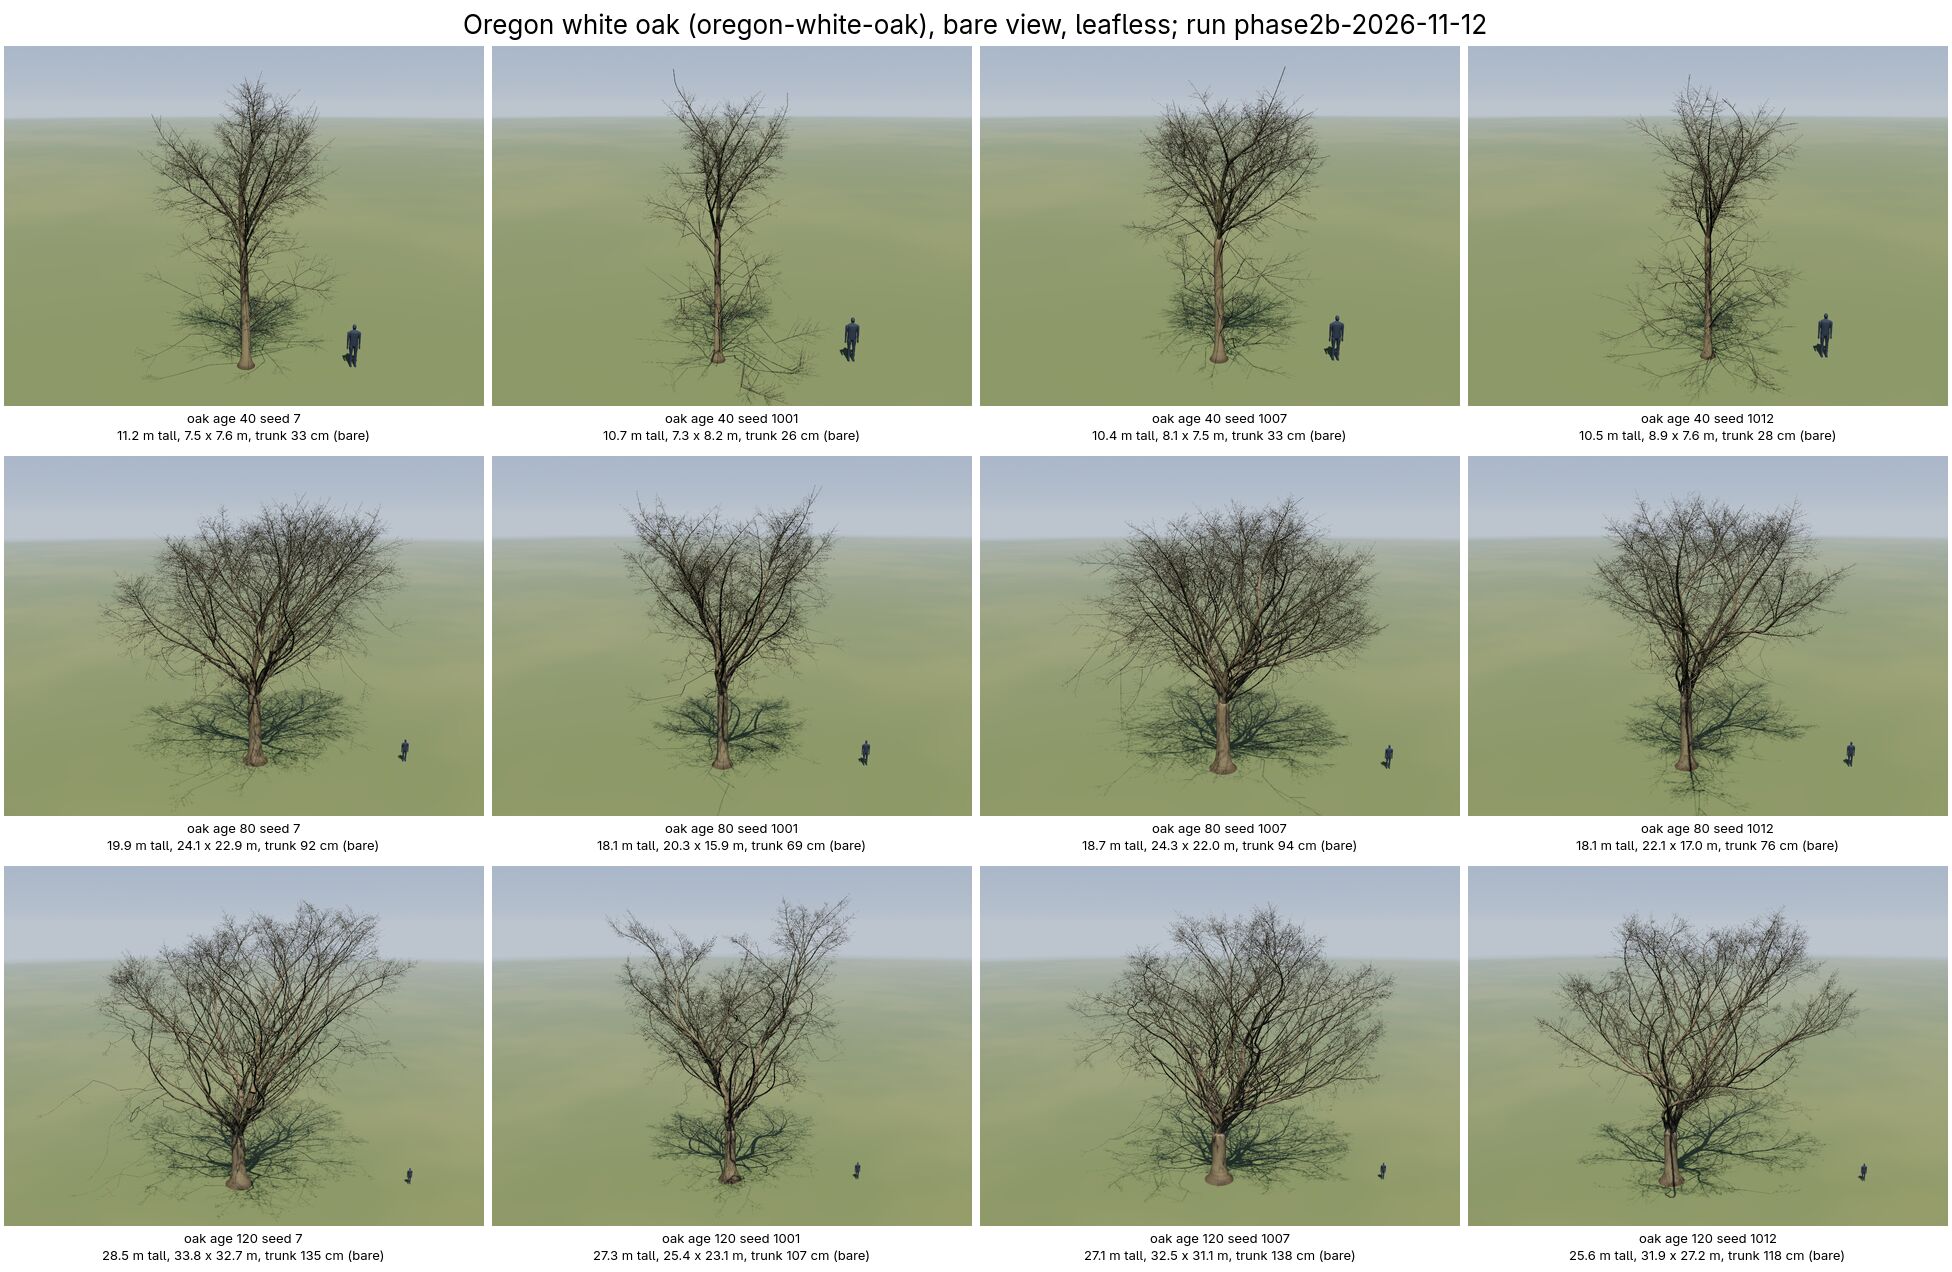 Oregon white oak (oregon-white-oak), bare view, leafless; run phase2b-2026-11-12
oak age 40 seed 7
11.2 m tall, 7.5 x 7.6 m, trunk 33 cm (bare)
oak age 40 seed 1001
10.7 m tall, 7.3 x 8.2 m, trunk 26 cm (bare)
oak age 40 seed 1007
10.4 m tall, 8.1 x 7.5 m, trunk 33 cm (bare)
oak age 40 seed 1012
10.5 m tall, 8.9 x 7.6 m, trunk 28 cm (bare)
oak age 80 seed 7
19.9 m tall, 24.1 x 22.9 m, trunk 92 cm (bare)
oak age 80 seed 1001
18.1 m tall, 20.3 x 15.9 m, trunk 69 cm (bare)
oak age 80 seed 1007
18.7 m tall, 24.3 x 22.0 m, trunk 94 cm (bare)
oak age 80 seed 1012
18.1 m tall, 22.1 x 17.0 m, trunk 76 cm (bare)
oak age 120 seed 7
28.5 m tall, 33.8 x 32.7 m, trunk 135 cm (bare)
oak age 120 seed 1001
27.3 m tall, 25.4 x 23.1 m, trunk 107 cm (bare)
oak age 120 seed 1007
27.1 m tall, 32.5 x 31.1 m, trunk 138 cm (bare)
oak age 120 seed 1012
25.6 m tall, 31.9 x 27.2 m, trunk 118 cm (bare)